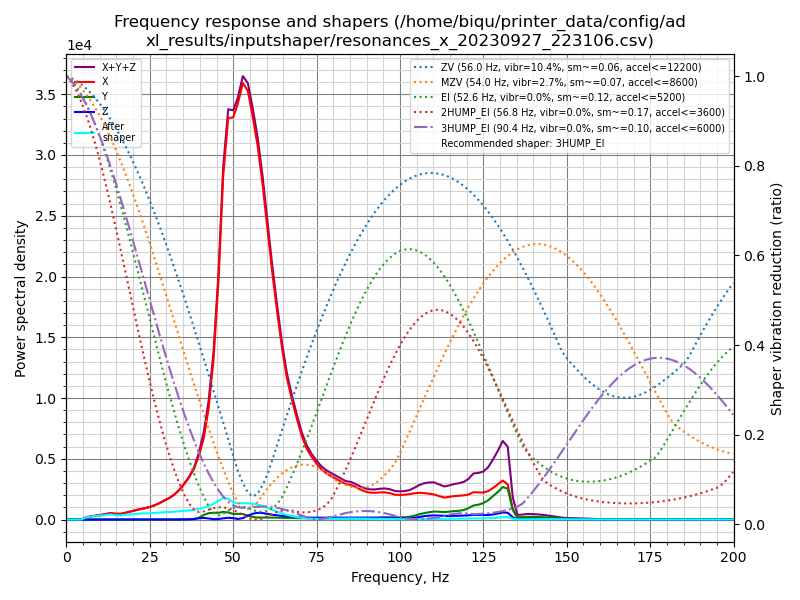 Frequency response and shapers (/home/biqu/printer_data/config/ad
xl_results/inputshaper/resonances_x_20230927_223106.csv)
1e4
X+Y+Z
X
Y
Z
After
shaper
ZV (56.0 Hz, vibr=10.4%, sm~=0.06, accel<=12200)
MZV (54.0 Hz, vibr=2.7%, sm~=0.07, accel<=8600)
EI (52.6 Hz, vibr=0.0%, sm~=0.12, accel<=5200)
2HUMP_EI (56.8 Hz, vibr=0.0%, sm~=0.17, accel<=3600)
3HUMP_EI (90.4 Hz, vibr=0.0%, sm~=0.10, accel<=6000)
Recommended shaper: 3HUMP_EI
Power spectral density
3.5
3.0
2.5
2.0
1.5
1.0
0.5
0.0
1.0
0.8
0.6
0.4
0.2
0.0
Shaper vibration reduction (ratio)
0 25 50 75 100 125 150 175 200
Frequency, Hz